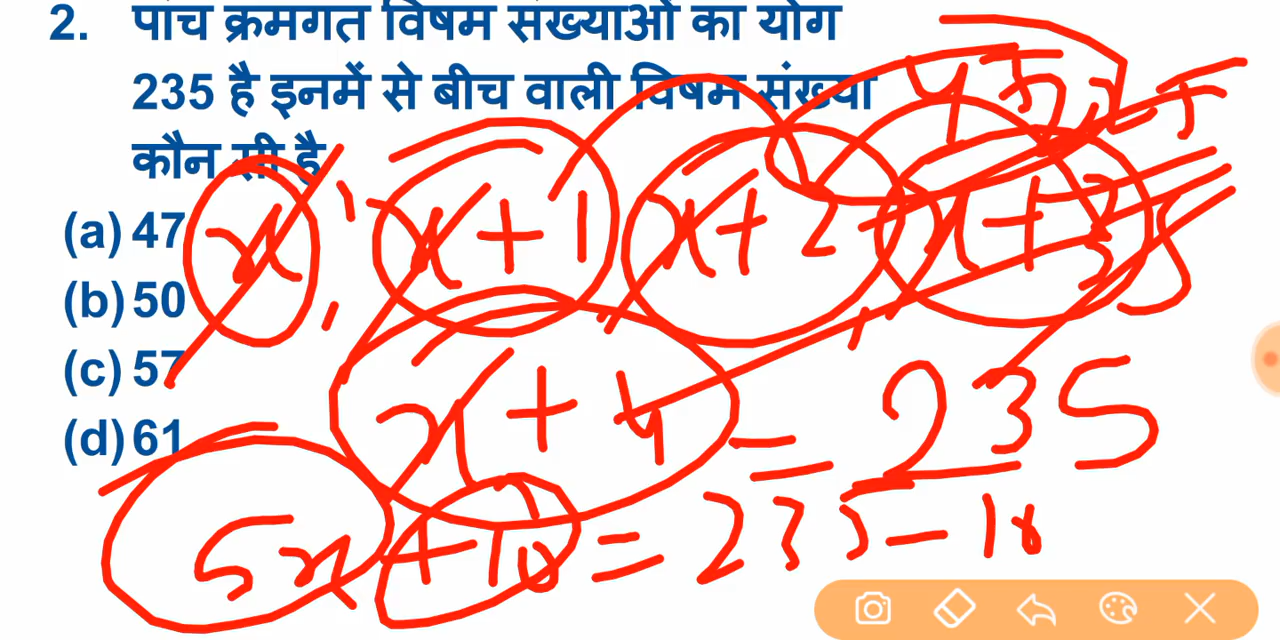 2. पांच क्रमगत विषम संख्याओं का योग
235 है इनमें से बीच वाली विषम संख्या
कौन सी है
(a) 47
(b) 50
(c) 57
(d) 61
x, x+1, x+2, x+3
x+4 = 235
5x+10 = 235-10